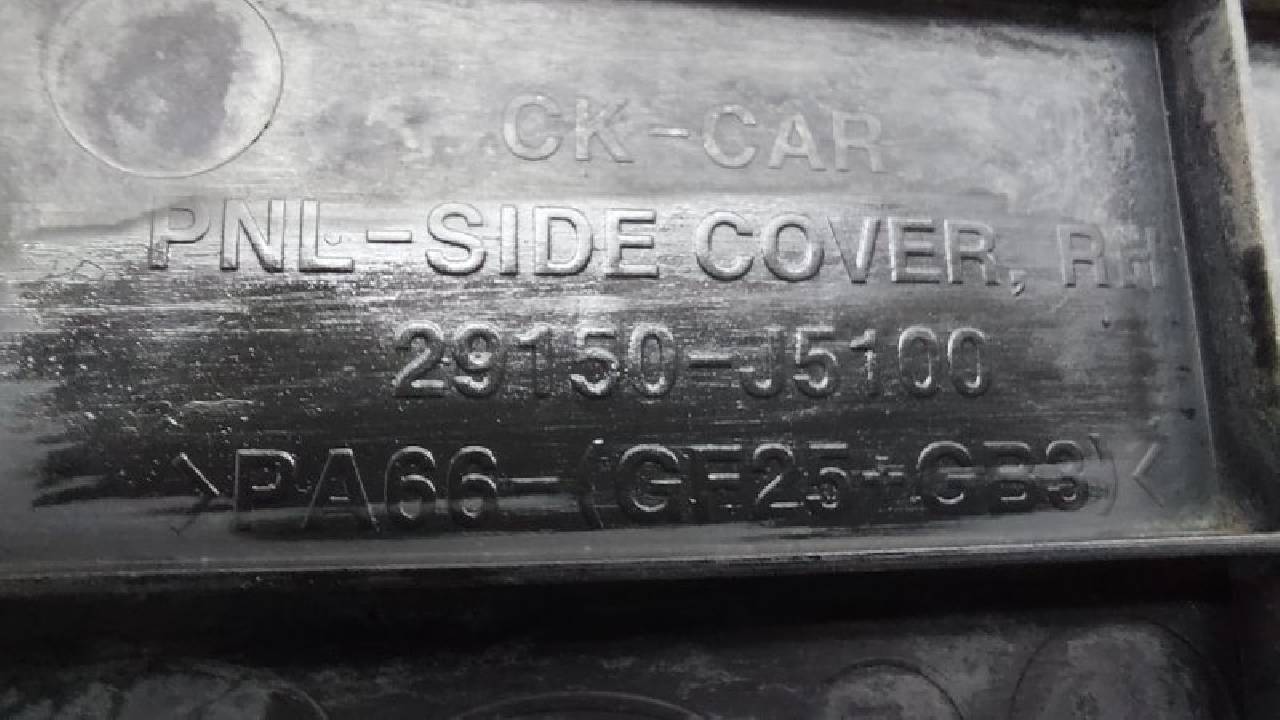 CK-CAR
PNL-SIDE COVER, RH
29150-J5100
>PA66-(GF25+GB3)<